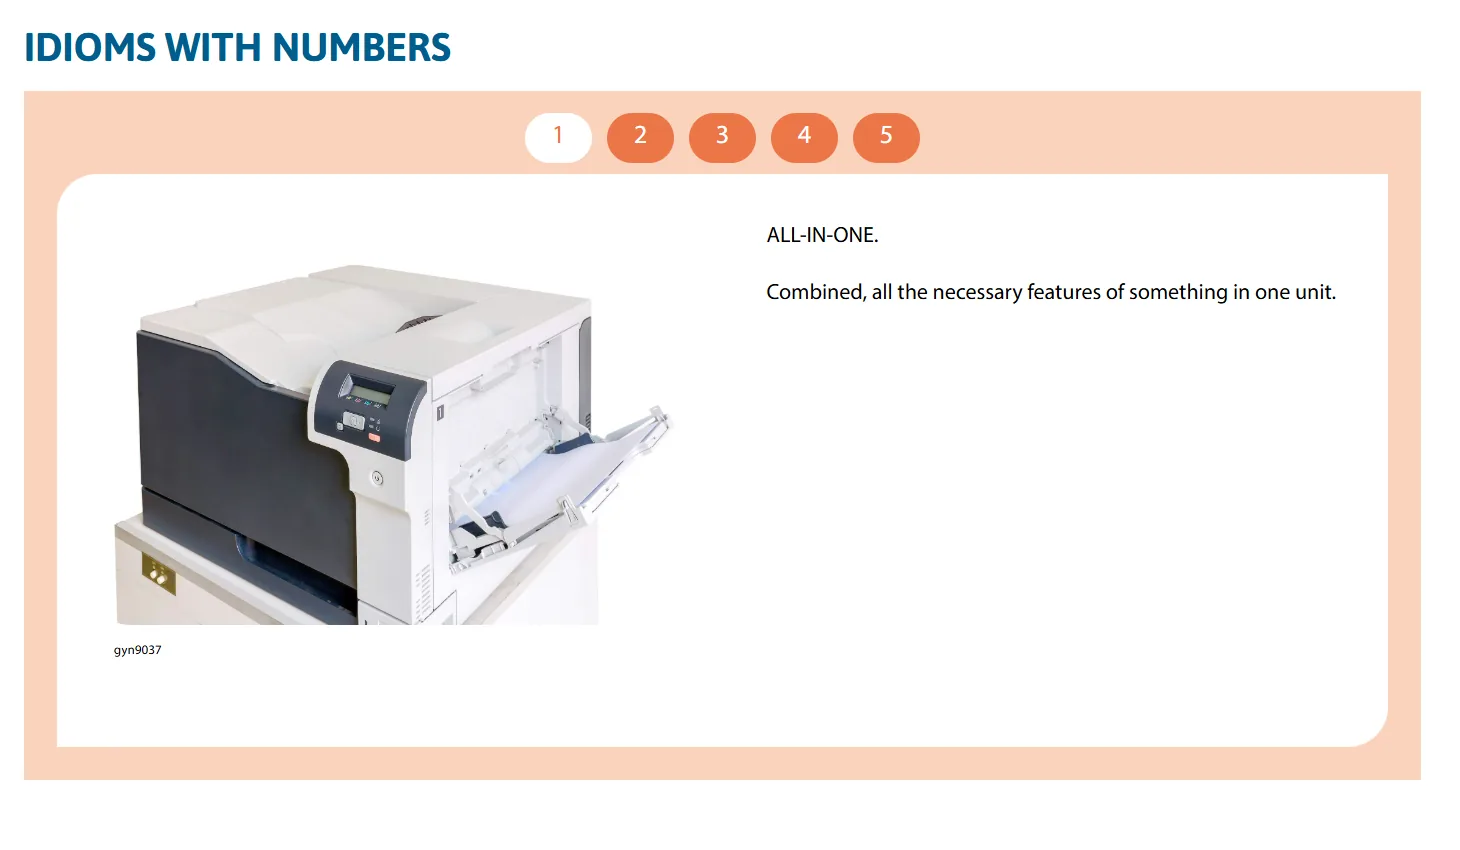 IDIOMS WITH NUMBERS
1 2 3 4 5
ALL-IN-ONE.
Combined, all the necessary features of something in one unit.
1
gyn9037